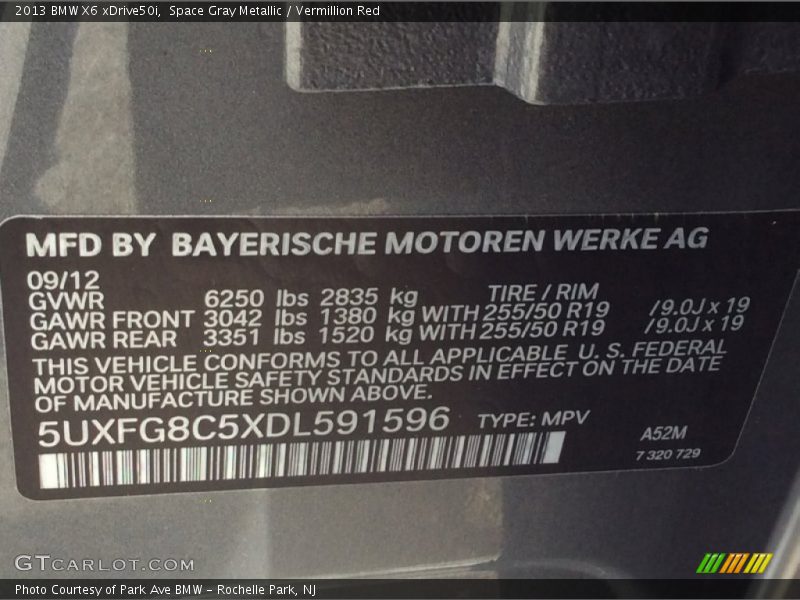 2013 BMW X6 xDrive50i, Space Gray Metallic / Vermillion Red
MFD BY BAYERISCHE MOTOREN WERKE AG
09/12
GVWR 6250 lbs 2835 kg TIRE / RIM
GAWR FRONT 3042 lbs 1380 kg WITH 255/50 R19 /9.0J x 19
GAWR REAR 3351 lbs 1520 kg WITH 255/50 R19 /9.0J x 19
THIS VEHICLE CONFORMS TO ALL APPLICABLE U. S. FEDERAL
MOTOR VEHICLE SAFETY STANDARDS IN EFFECT ON THE DATE
OF MANUFACTURE SHOWN ABOVE.
5UXFG8C5XDL591596 TYPE: MPV A52M
7 320 729
GTCARLOT.COM
Photo Courtesy of Park Ave BMW - Rochelle Park, NJ